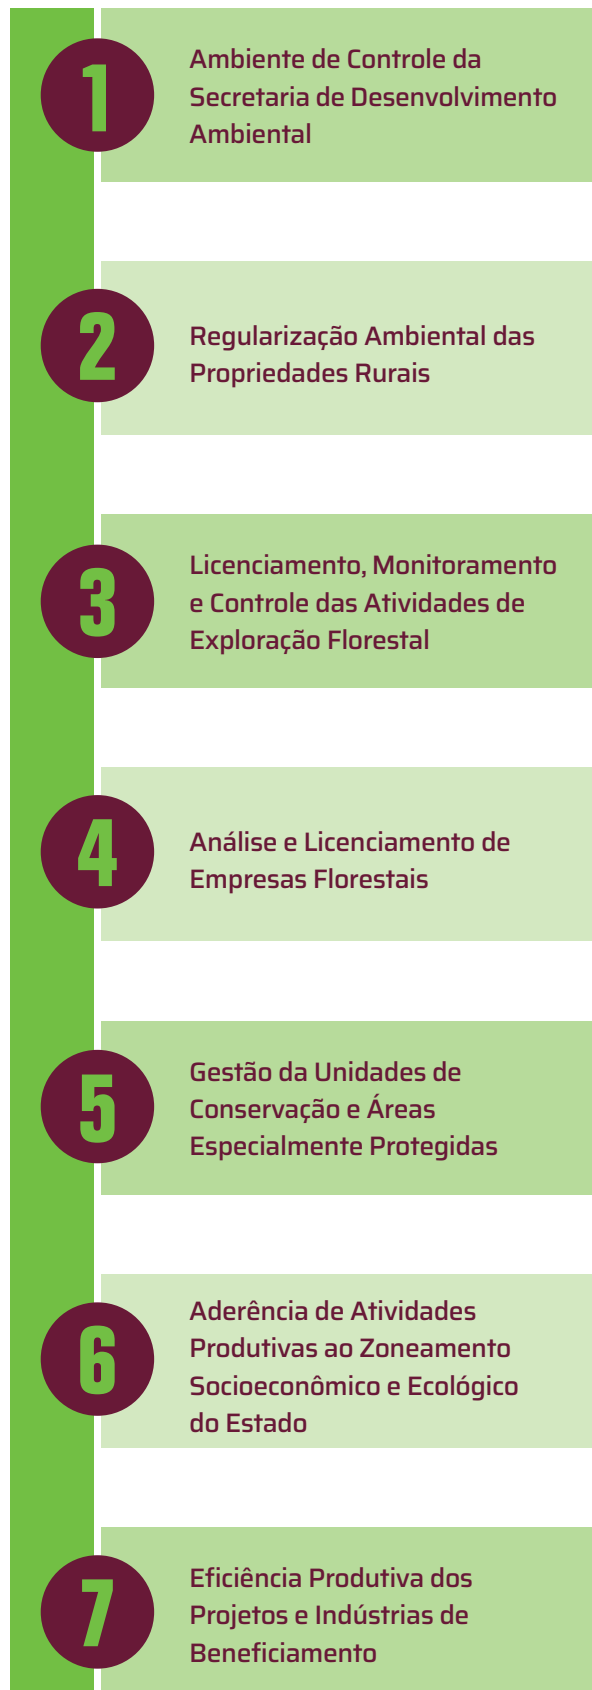 1
Ambiente de Controle da
Secretaria de Desenvolvimento
Ambiental
2
Regularização Ambiental das
Propriedades Rurais
3
Licenciamento, Monitoramento
e Controle das Atividades de
Exploração Florestal
4
Análise e Licenciamento de
Empresas Florestais
5
Gestão da Unidades de
Conservação e Áreas
Especialmente Protegidas
6
Aderência de Atividades
Produtivas ao Zoneamento
Socioeconômico e Ecológico
do Estado
7
Eficiência Produtiva dos
Projetos e Indústrias de
Beneficiamento